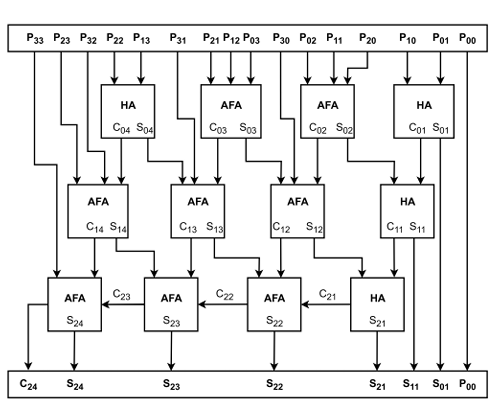 P33 P23 P32 P22 P13 P31 P21 P12 P03 P30 P02 P11 P20 P10 P01 P00
HA AFA AFA HA
C04 S04 C03 S03 C02 S02 C01 S01
AFA AFA AFA HA
C14 S14 C13 S13 C12 S12 C11 S11
C23 C22 C21
AFA AFA AFA HA
S24 S23 S22 S21
C24 S24 S23 S22 S21 S11 S01 P00